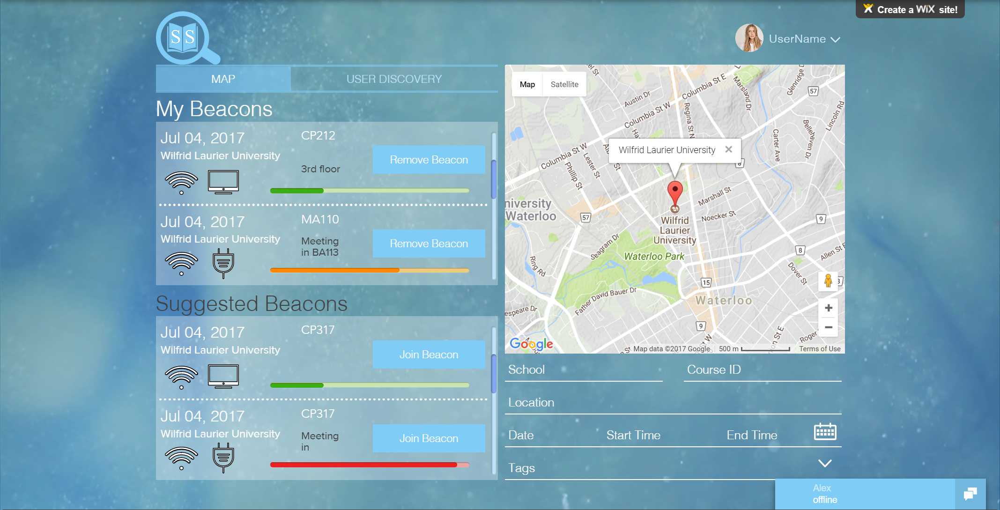 Create a WiX site!
S S
UserName
MAP
USER DISCOVERY
My Beacons
Jul 04, 2017
CP212
Wilfrid Laurier University
3rd floor
Remove Beacon
Jul 04, 2017
MA110
Wilfrid Laurier University
Meeting
in BA113
Remove Beacon
Suggested Beacons
Jul 04, 2017
CP317
Wilfrid Laurier University
Join Beacon
Jul 04, 2017
CP317
Wilfrid Laurier University
Meeting
in
Join Beacon
Map
Satellite
Columbia St E
Marsland Dr
Glenridge D
57
Austin Dr
Columbia St W
Regina St N
Lincoln Rd
Bellehaven Dr
Carter Ave
Columbia St W
Wilfrid Laurier University
8
Lester St
Phillip St
Marshall St
Noecker St
niversity
Waterloo
57
9
Wilfrid
Laurier
University
Seagram Dr
Waterloo Park
8
Allen St E
Ring Rd
Dover St
15
Father David Bauer Dr
Waterloo
espeare Dr
9
Roger
Google
Map data ©2017 Google
500 m
Terms of Use
School
Course ID
Location
Date
Start Time
End Time
Tags
Alex
offline